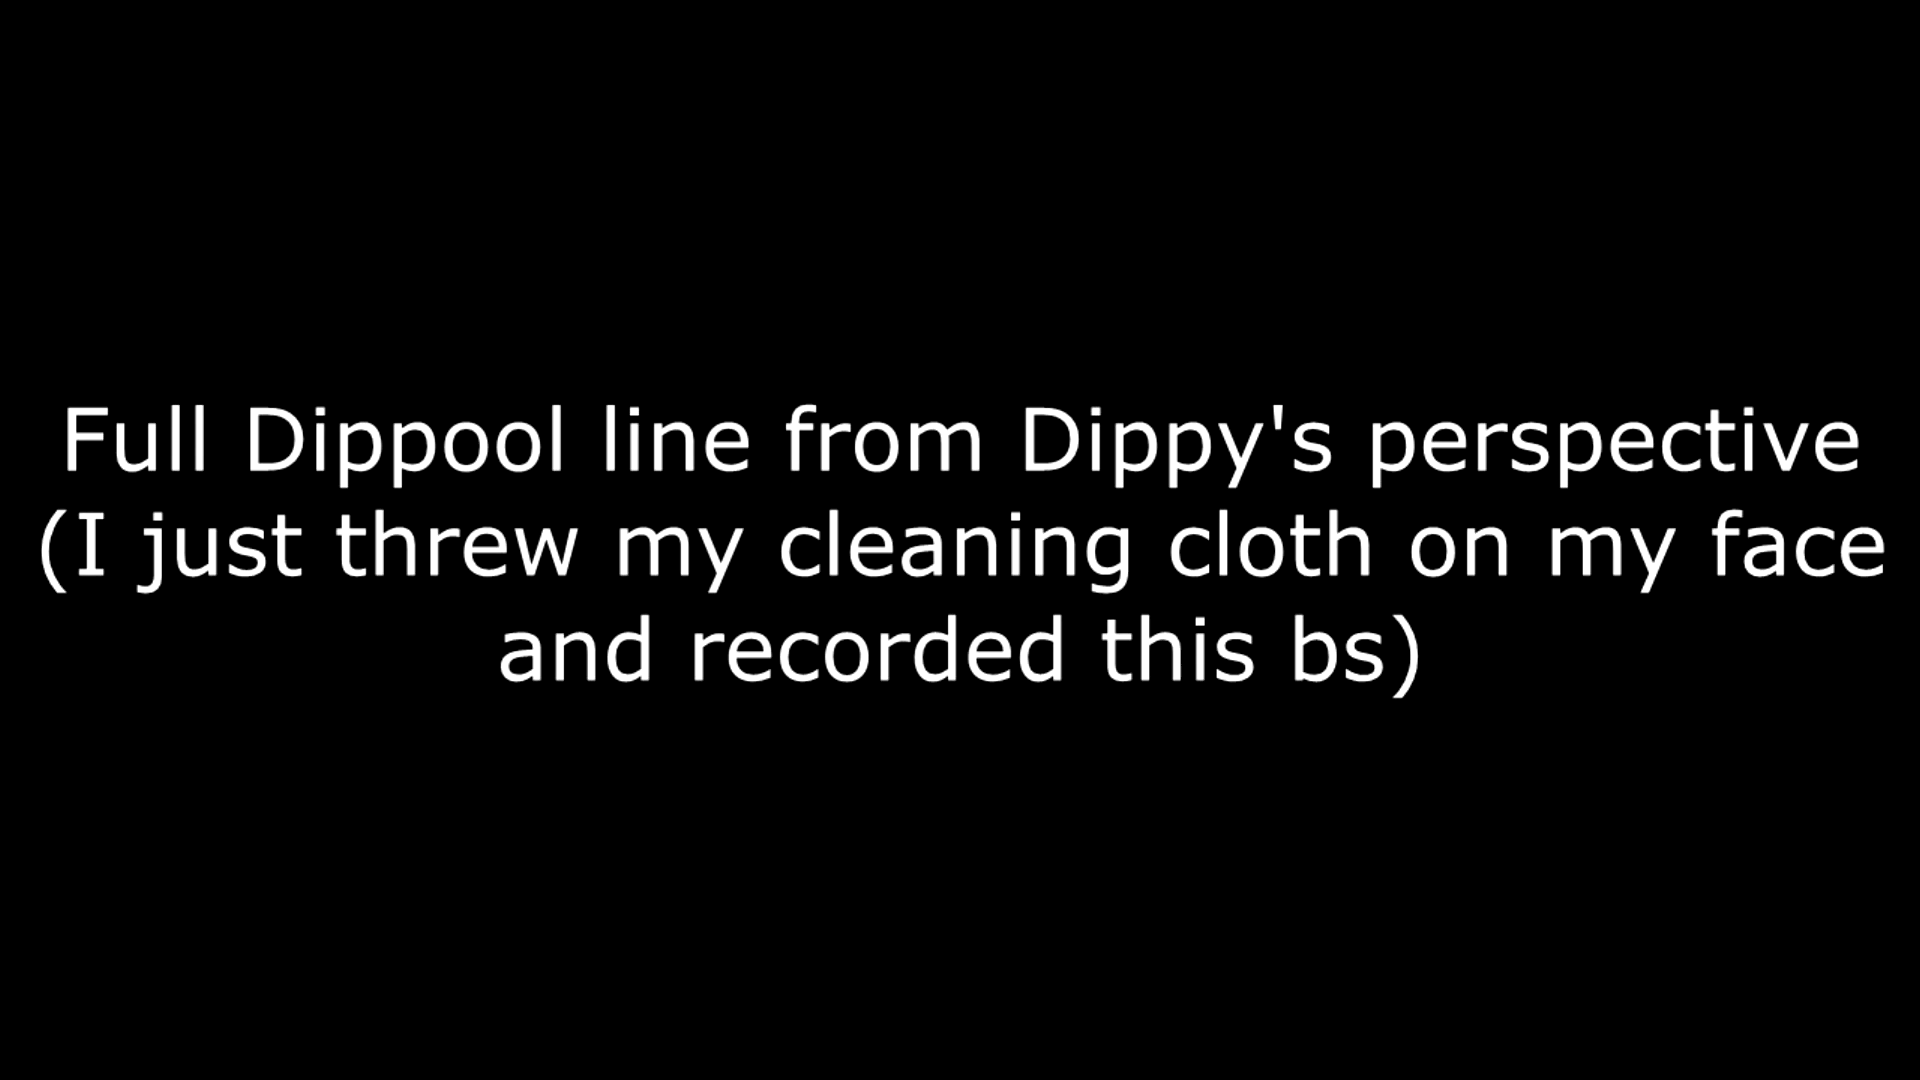 Full Dippool line from Dippy's perspective
(I just threw my cleaning cloth on my face
and recorded this bs)